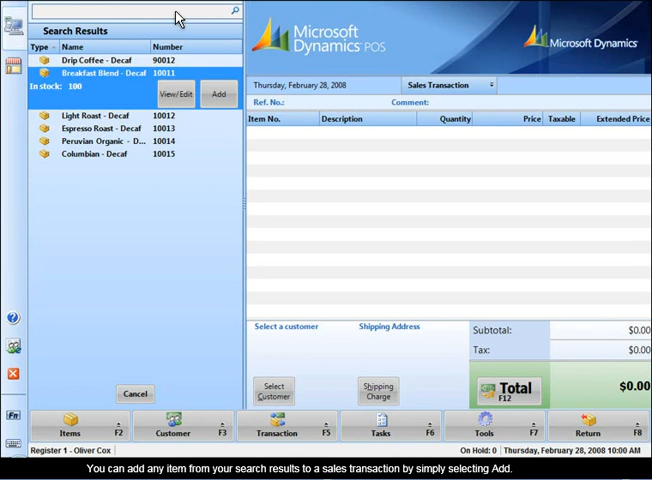 Search Results
Type Name Number
Drip Coffee - Decaf 90012
Breakfast Blend - Decaf 10011
In stock: 100
View/Edit Add
Light Roast - Decaf 10012
Espresso Roast - Decaf 10013
Peruvian Organic - D... 10014
Columbian - Decaf 10015
Cancel
Microsoft
Dynamics POS
Microsoft Dynamics
Thursday, February 28, 2008 Sales Transaction
Ref. No.: Comment:
Item No. Description Quantity Price Taxable Extended Price
Select a customer Shipping Address
Subtotal: $0.00
Tax: $0.00
Select
Customer
Shipping
Charge
Total
F12
$0.00
Fn
Items F2 Customer F3 Transaction F5 Tasks F6 Tools F7 Return F8
Register 1 - Oliver Cox On Hold: 0 Thursday, February 28, 2008 10:00 AM
You can add any item from your search results to a sales transaction by simply selecting Add.